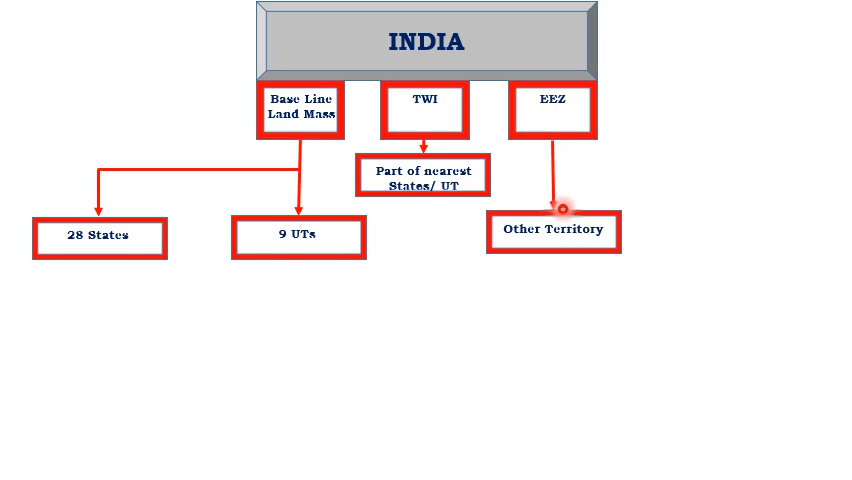 INDIA
Base Line
Land Mass
TWI
EEZ
Part of nearest
States/ UT
28 States
9 UTs
Other Territory